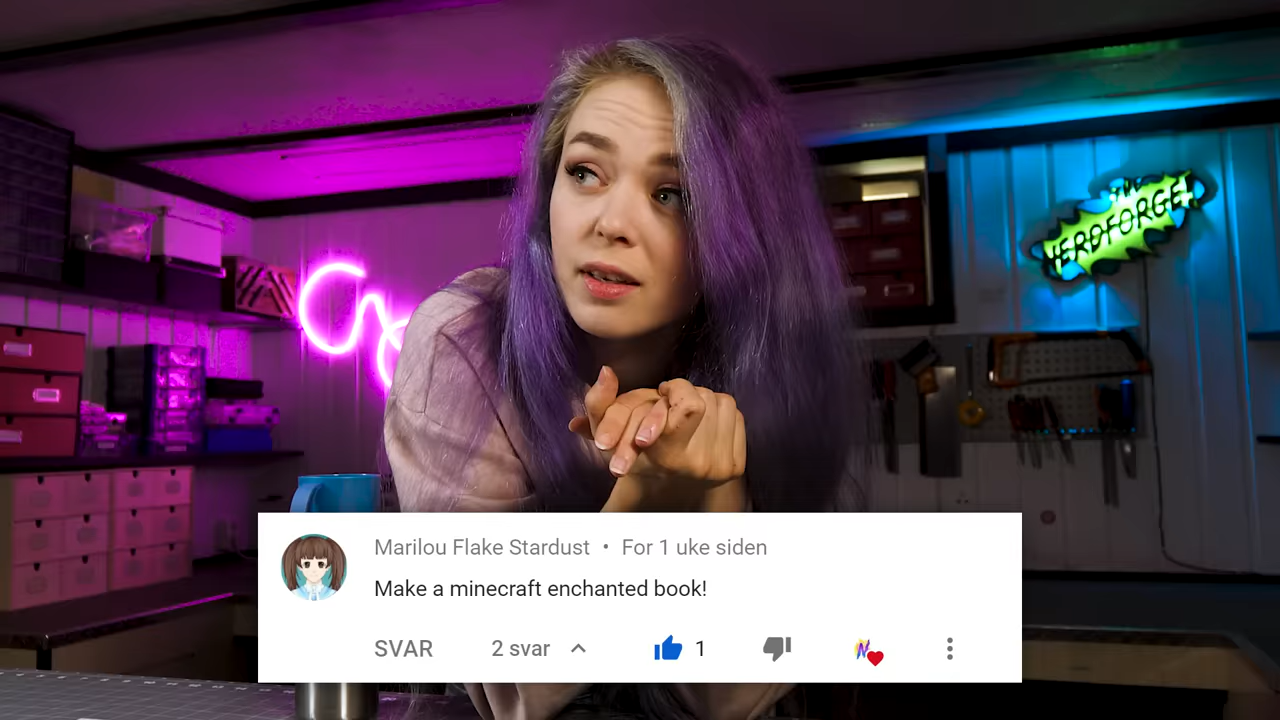 NERDFORGE!
Marilou Flake Stardust • For 1 uke siden
Make a minecraft enchanted book!
SVAR 2 svar 1